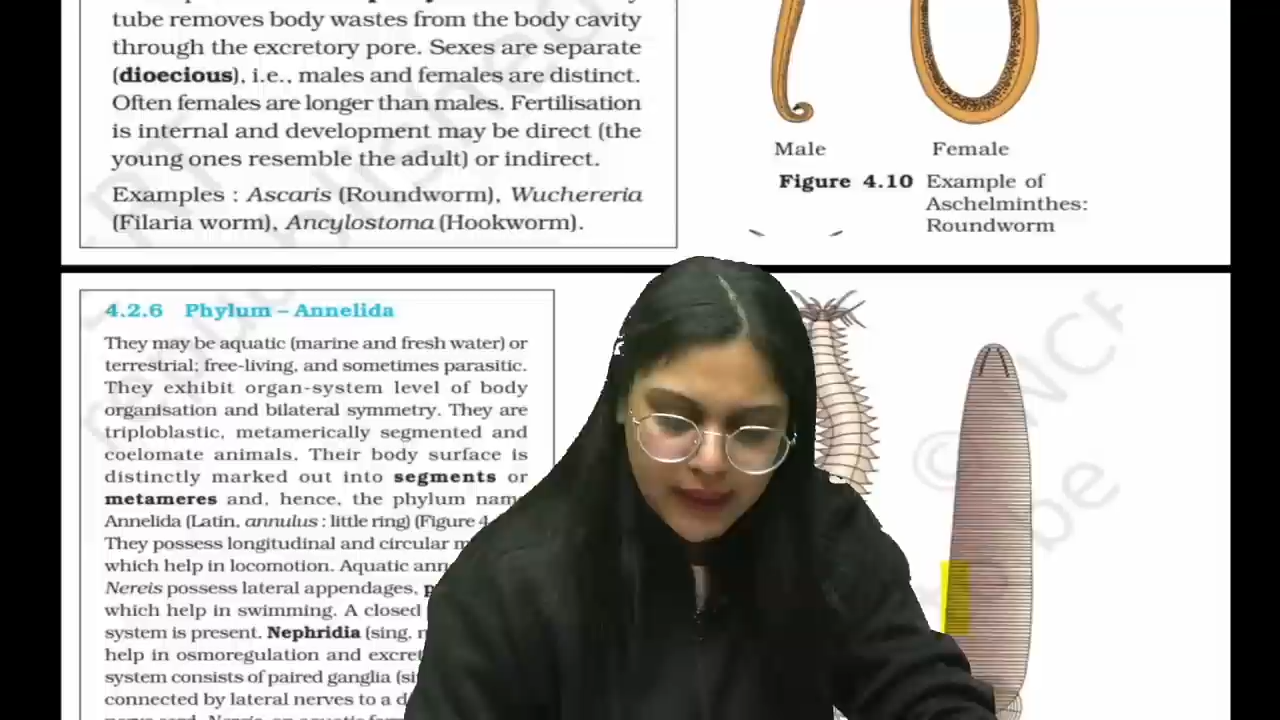 tube removes body wastes from the body cavity
through the excretory pore. Sexes are separate
(dioecious), i.e., males and females are distinct.
Often females are longer than males. Fertilisation
is internal and development may be direct (the
young ones resemble the adult) or indirect.
Examples : Ascaris (Roundworm), Wuchereria
(Filaria worm), Ancylostoma (Hookworm).
Male
Female
Figure 4.10 Example of
Aschelminthes:
Roundworm
4.2.6 Phylum – Annelida
They may be aquatic (marine and fresh water) or
terrestrial; free-living, and sometimes parasitic.
They exhibit organ-system level of body
organisation and bilateral symmetry. They are
triploblastic, metamerically segmented and
coelomate animals. Their body surface is
distinctly marked out into segments or
metameres and, hence, the phylum name
Annelida (Latin, annulus : little ring) (Figure 4
They possess longitudinal and circular
which help in locomotion. Aquatic
Nereis possess lateral appendages,
which help in swimming. A closed
system is present. Nephridia (sing.
help in osmoregulation and
system consists of paired ganglia
connected by lateral nerves to a